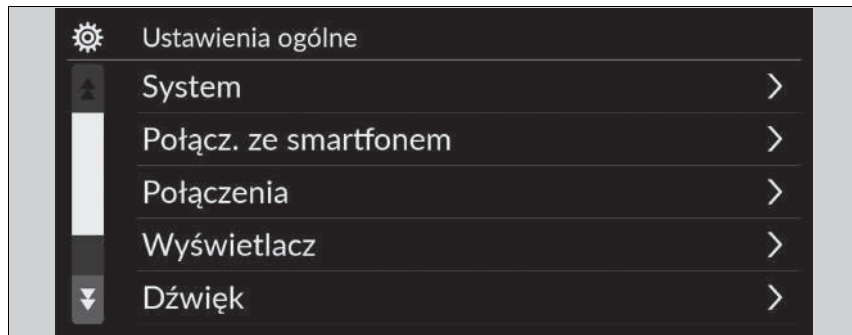 Ustawienia ogólne
System
Połącz. ze smartfonem
Połączenia
Wyświetlacz
Dźwięk